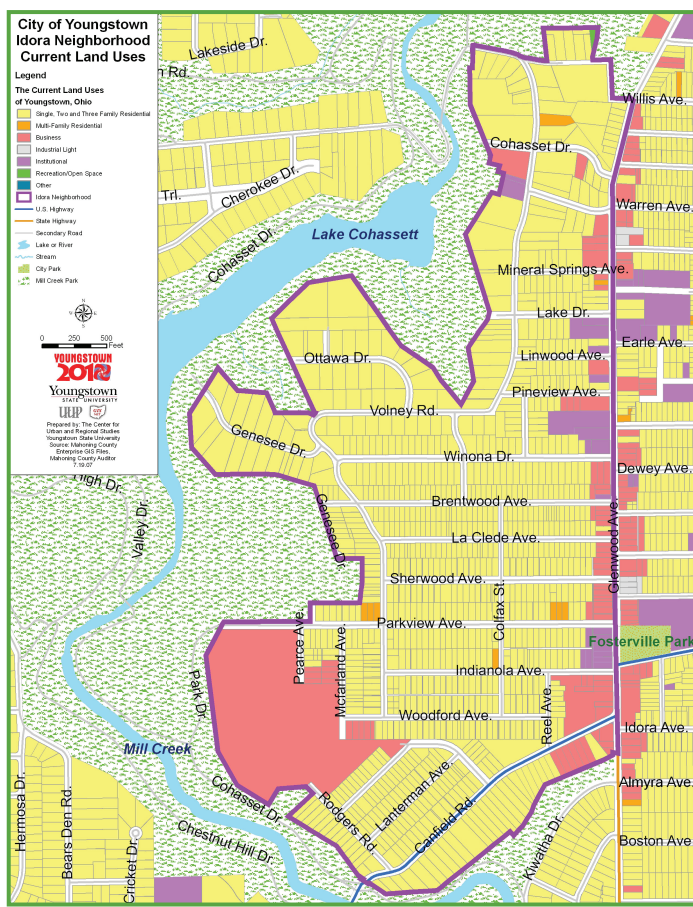 City of Youngstown
Idora Neighborhood
Current Land Uses
Legend
The Current Land Uses
of Youngstown, Ohio
Single, Two and Three Family Residential
Multi-Family Residential
Business
Industrial Light
Institutional
Recreation/Open Space
Other
Idora Neighborhood
U.S. Highway
State Highway
Secondary Road
Lake or River
Stream
City Park
Mill Creek Park
N
W E
S
0 250 500
Feet
YOUNGSTOWN
2010
Youngstown
STATE UNIVERSITY
Prepared by: The Center for
Urban and Regional Studies
Youngstown State University
Source: Mahoning County
Enterprise GIS Files,
Mahoning County Auditor
7.19.07
Lakeside Dr.
n Rd.
Willis Ave.
Cohasset Dr.
Trl.
Cherokee Dr.
Warren Ave.
Lake Cohassett
Cohasset Dr.
Mineral Springs Ave.
Lake Dr.
Earle Ave.
Linwood Ave.
Ottawa Dr.
Pineview Ave.
Volney Rd.
Genesee Dr.
Winona Dr.
Dewey Ave.
High Dr.
Valley Dr.
Genesee Dr.
Brentwood Ave.
Glenwood Ave.
La Clede Ave.
Sherwood Ave.
Colfax St.
Parkview Ave.
Pearce Ave.
Mcfarland Ave.
Fosterville Park
Indianola Ave.
Park Dr.
Reel Ave.
Woodford Ave.
Idora Ave.
Mill Creek
Hermosa Dr.
Bears Den Rd.
Cohasset Dr.
Rodgers Rd.
Lanterman Ave.
Canfield Rd.
Almyra Ave.
Chestnut Hill Dr.
Cricket Dr.
Kiwatha Dr.
Boston Ave.